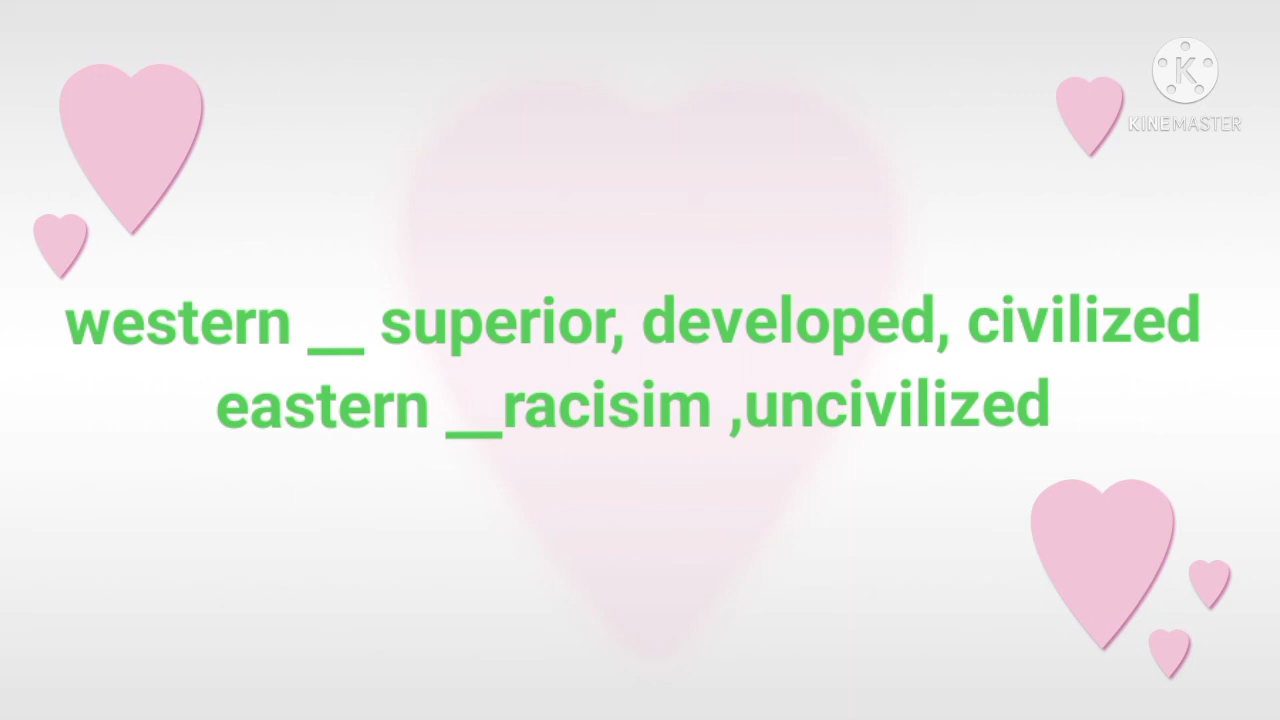 KINEMASTER
western __ superior, developed, civilized
eastern __racisim ,uncivilized